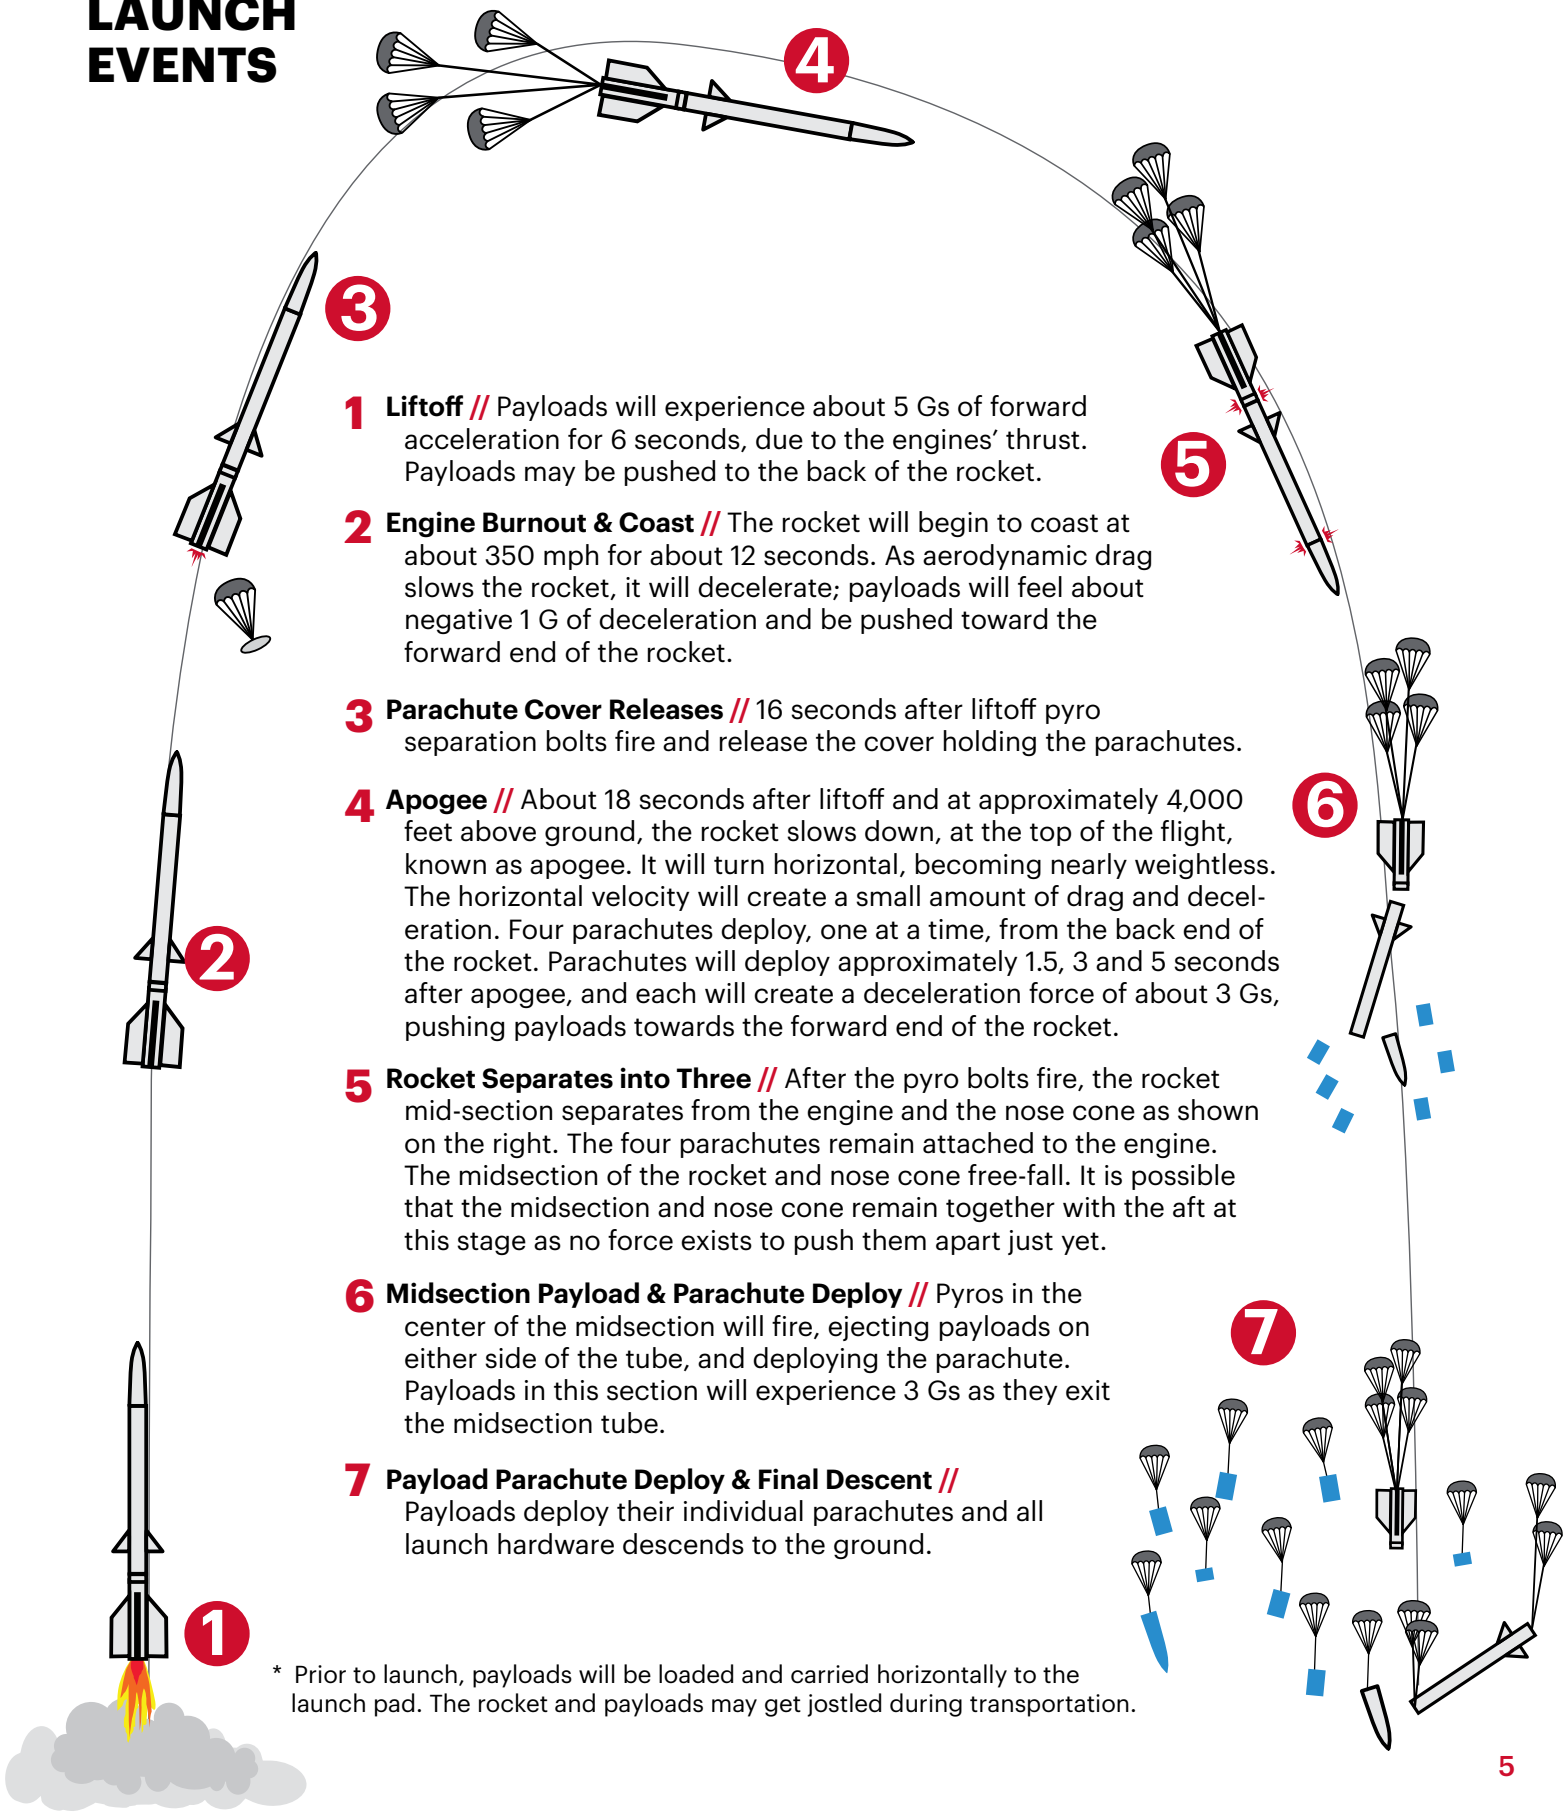 LAUNCH
EVENTS
4
3
5
2
6
7
1
1 Liftoff // Payloads will experience about 5 Gs of forward
acceleration for 6 seconds, due to the engines’ thrust.
Payloads may be pushed to the back of the rocket.
2 Engine Burnout & Coast // The rocket will begin to coast at
about 350 mph for about 12 seconds. As aerodynamic drag
slows the rocket, it will decelerate; payloads will feel about
negative 1 G of deceleration and be pushed toward the
forward end of the rocket.
3 Parachute Cover Releases // 16 seconds after liftoff pyro
separation bolts fire and release the cover holding the parachutes.
4 Apogee // About 18 seconds after liftoff and at approximately 4,000
feet above ground, the rocket slows down, at the top of the flight,
known as apogee. It will turn horizontal, becoming nearly weightless.
The horizontal velocity will create a small amount of drag and decel-
eration. Four parachutes deploy, one at a time, from the back end of
the rocket. Parachutes will deploy approximately 1.5, 3 and 5 seconds
after apogee, and each will create a deceleration force of about 3 Gs,
pushing payloads towards the forward end of the rocket.
5 Rocket Separates into Three // After the pyro bolts fire, the rocket
mid-section separates from the engine and the nose cone as shown
on the right. The four parachutes remain attached to the engine.
The midsection of the rocket and nose cone free-fall. It is possible
that the midsection and nose cone remain together with the aft at
this stage as no force exists to push them apart just yet.
6 Midsection Payload & Parachute Deploy // Pyros in the
center of the midsection will fire, ejecting payloads on
either side of the tube, and deploying the parachute.
Payloads in this section will experience 3 Gs as they exit
the midsection tube.
7 Payload Parachute Deploy & Final Descent //
Payloads deploy their individual parachutes and all
launch hardware descends to the ground.
* Prior to launch, payloads will be loaded and carried horizontally to the
launch pad. The rocket and payloads may get jostled during transportation.
5